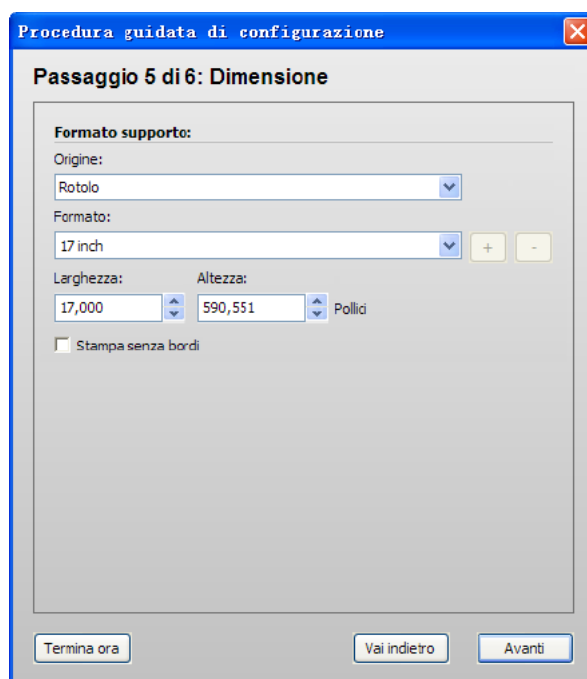 Procedura guidata di configurazione
Passaggio 5 di 6: Dimensione
Formato supporto:
Origine:
Rotolo
Formato:
17 inch
+ -
Larghezza: Altezza:
17,000 590,551 Pollici
Stampa senza bordi
Termina ora Vai indietro Avanti